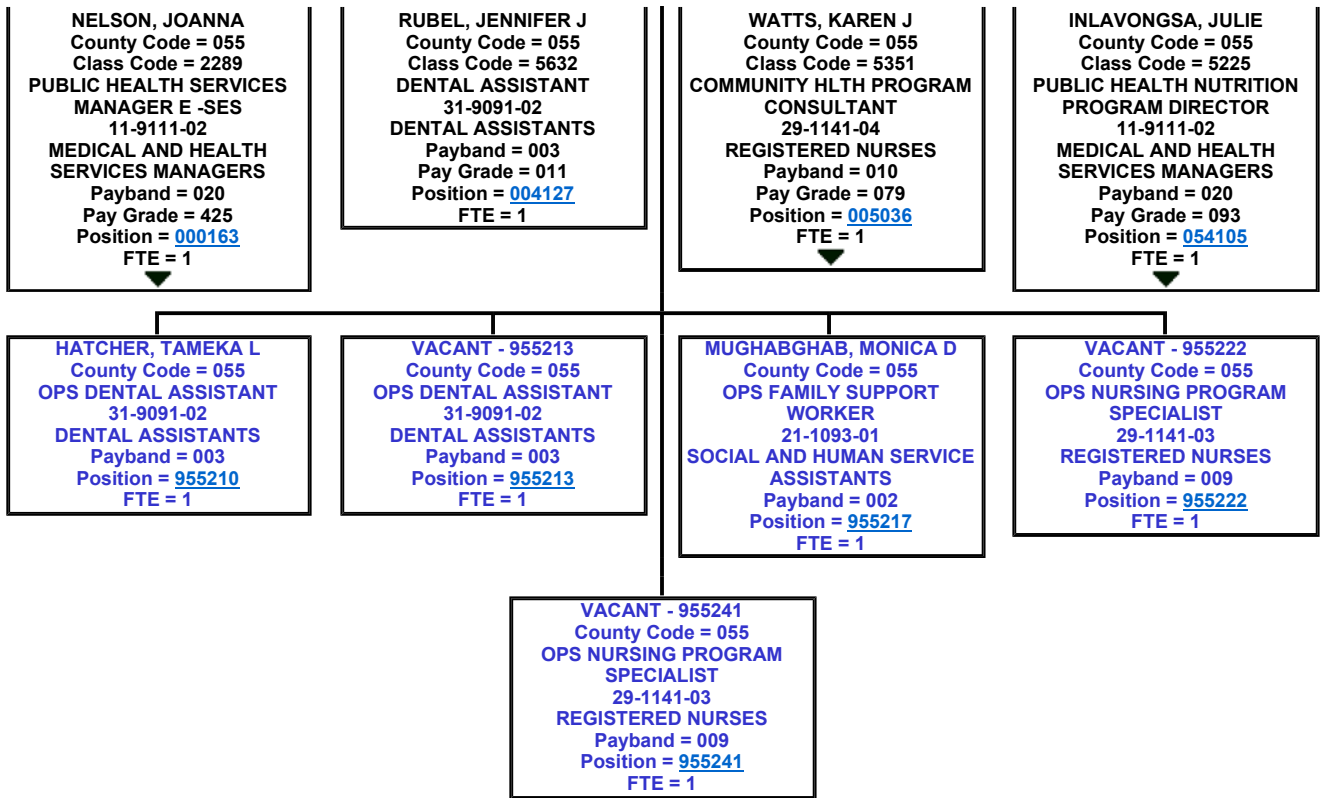 NELSON, JOANNA
County Code = 055
Class Code = 2289
PUBLIC HEALTH SERVICES
MANAGER E -SES
11-9111-02
MEDICAL AND HEALTH
SERVICES MANAGERS
Payband = 020
Pay Grade = 425
Position = 000163
FTE = 1
RUBEL, JENNIFER J
County Code = 055
Class Code = 5632
DENTAL ASSISTANT
31-9091-02
DENTAL ASSISTANTS
Payband = 003
Pay Grade = 011
Position = 004127
FTE = 1
WATTS, KAREN J
County Code = 055
Class Code = 5351
COMMUNITY HLTH PROGRAM
CONSULTANT
29-1141-04
REGISTERED NURSES
Payband = 010
Pay Grade = 079
Position = 005036
FTE = 1
INLAVONGSA, JULIE
County Code = 055
Class Code = 5225
PUBLIC HEALTH NUTRITION
PROGRAM DIRECTOR
11-9111-02
MEDICAL AND HEALTH
SERVICES MANAGERS
Payband = 020
Pay Grade = 093
Position = 054105
FTE = 1
HATCHER, TAMEKA L
County Code = 055
OPS DENTAL ASSISTANT
31-9091-02
DENTAL ASSISTANTS
Payband = 003
Position = 955210
FTE = 1
VACANT - 955213
County Code = 055
OPS DENTAL ASSISTANT
31-9091-02
DENTAL ASSISTANTS
Payband = 003
Position = 955213
FTE = 1
MUGHABGHAB, MONICA D
County Code = 055
OPS FAMILY SUPPORT
WORKER
21-1093-01
SOCIAL AND HUMAN SERVICE
ASSISTANTS
Payband = 002
Position = 955217
FTE = 1
VACANT - 955222
County Code = 055
OPS NURSING PROGRAM
SPECIALIST
29-1141-03
REGISTERED NURSES
Payband = 009
Position = 955222
FTE = 1
VACANT - 955241
County Code = 055
OPS NURSING PROGRAM
SPECIALIST
29-1141-03
REGISTERED NURSES
Payband = 009
Position = 955241
FTE = 1